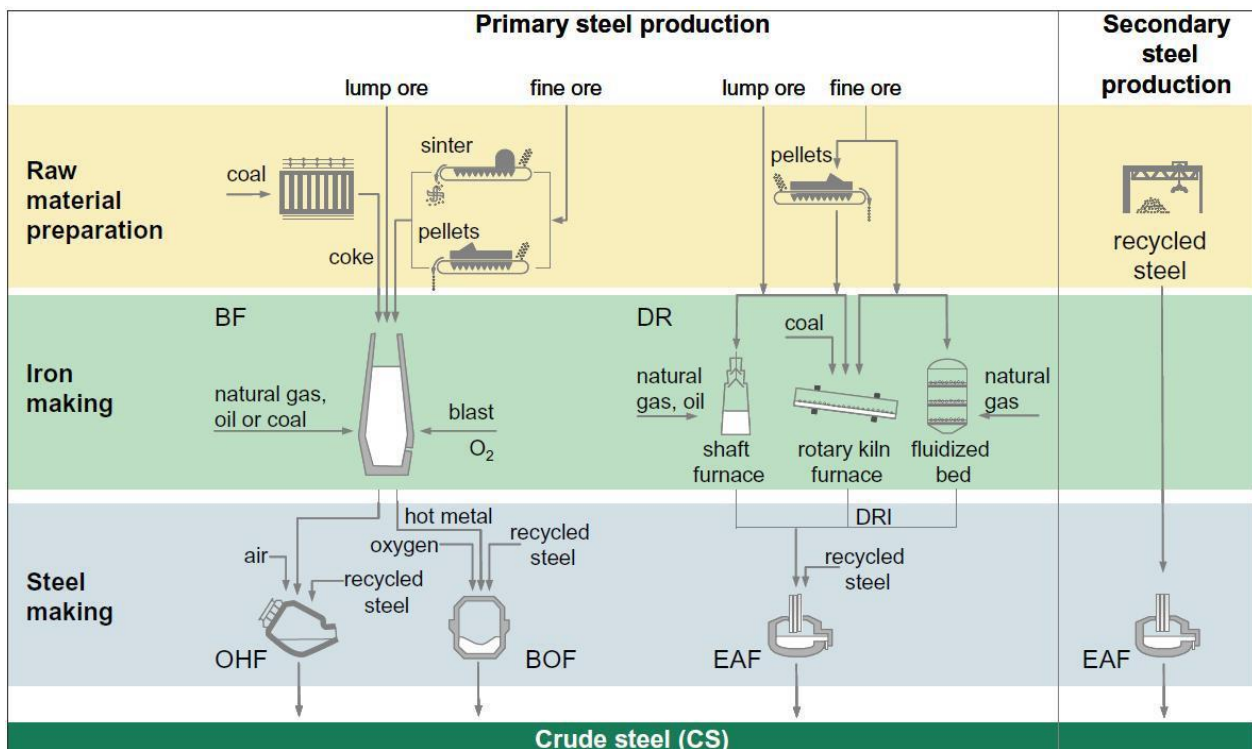 Primary steel production
Secondary
steel
production
lump ore
fine ore
lump ore
fine ore
Raw
material
preparation
coal
sinter
pellets
coke
pellets
recycled
steel
Iron
making
BF
natural gas,
oil or coal
blast
O₂
DR
coal
natural
gas, oil
natural
gas
shaft
furnace
rotary kiln
furnace
fluidized
bed
Steel
making
hot metal
DRI
air
oxygen
recycled
steel
recycled
steel
recycled
steel
OHF
BOF
EAF
EAF
Crude steel (CS)